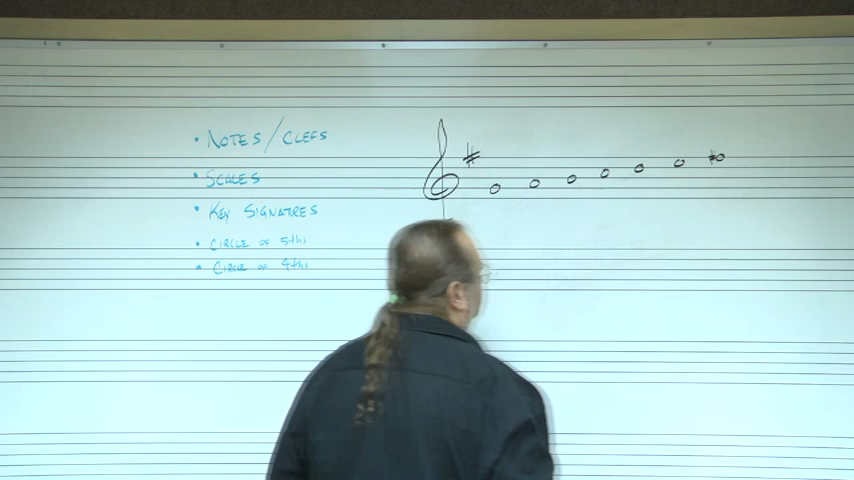 • NOTES/CLEFS
• SCALES
• KEY SIGNATURES
• CIRCLE OF 5ths
• CIRCLE OF 4ths